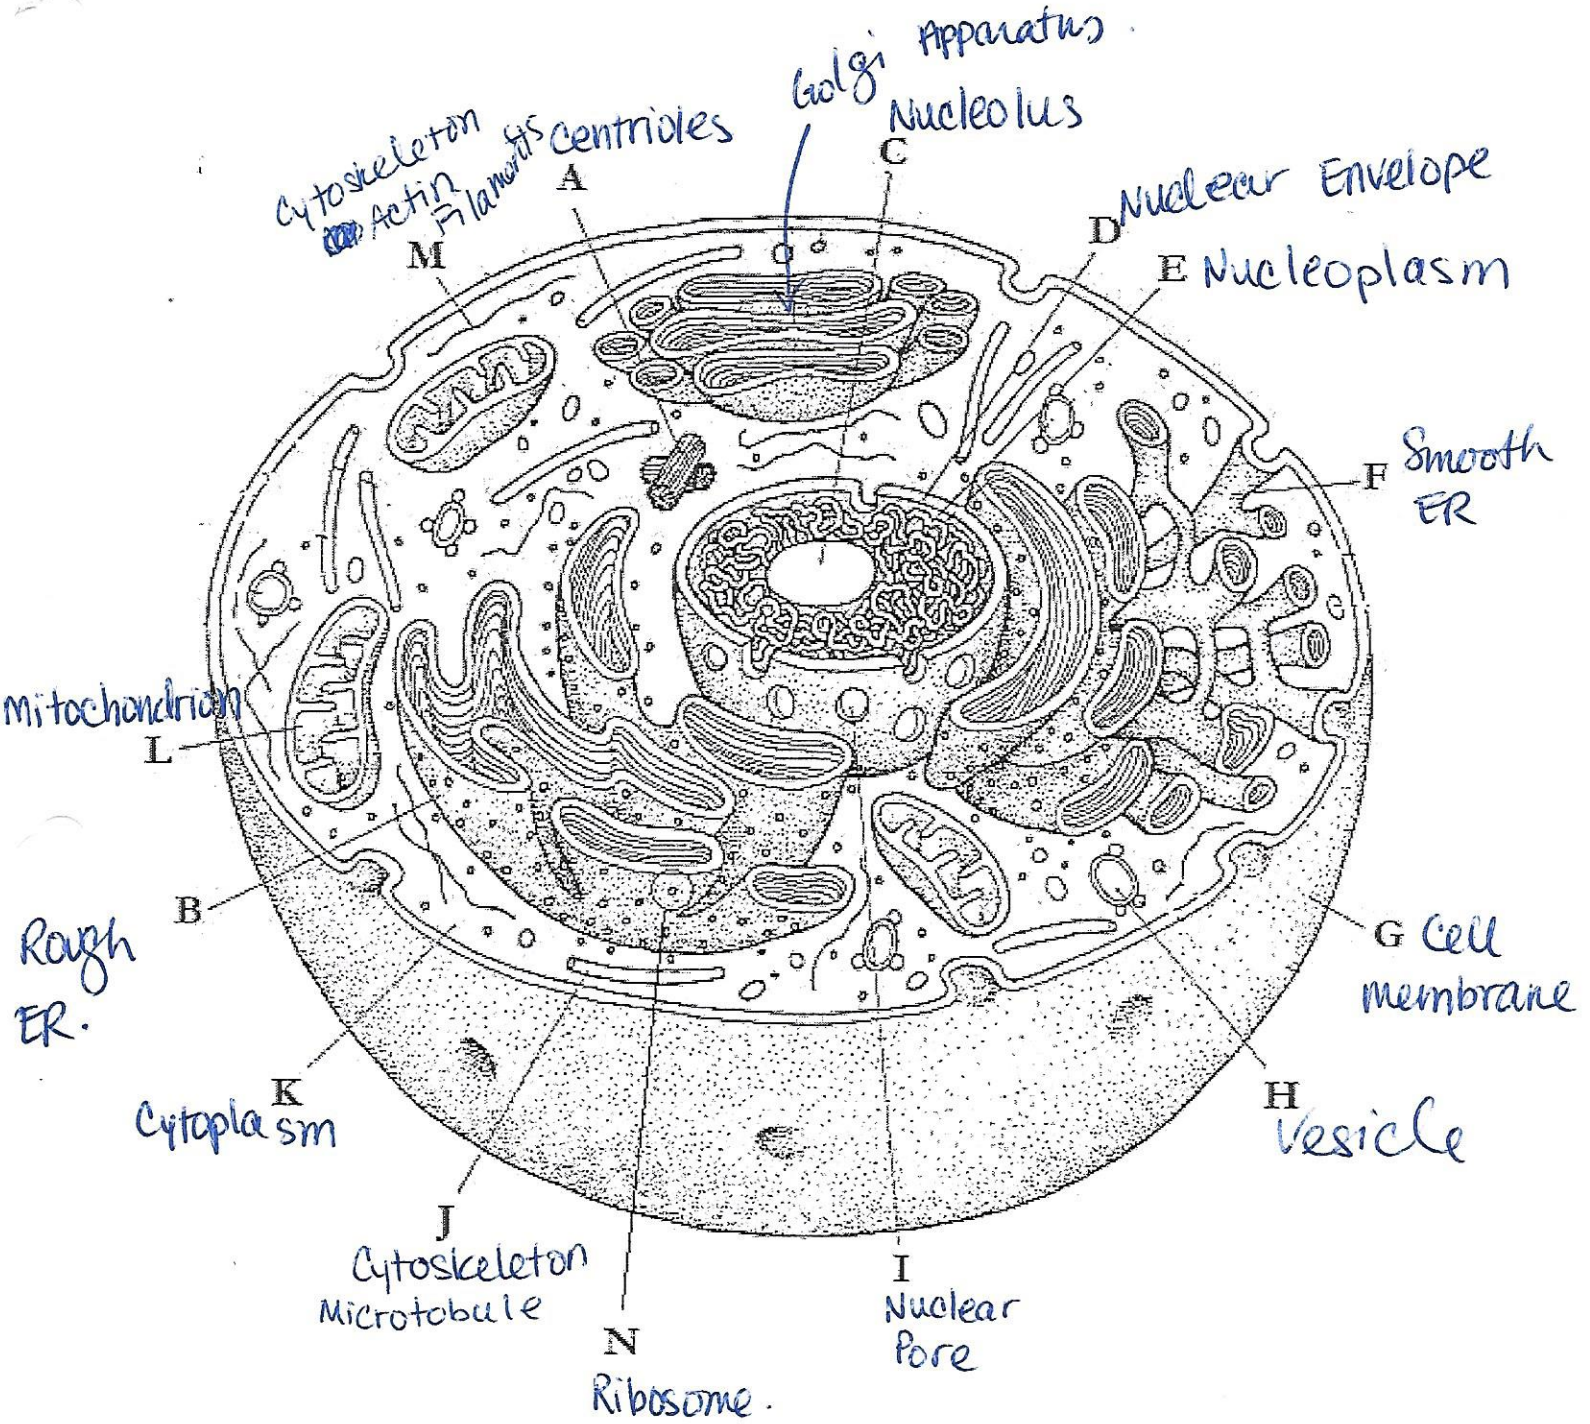 Golgi Apparatus.
Nucleolus
C
Cytoskeleton
Actin
Filaments
M
Centrioles
A
Nuclear Envelope
D
E Nucleoplasm
F Smooth
ER
Mitochondrion
L
B
Rough
ER.
G Cell
membrane
K
Cytoplasm
H
Vesicle
J
Cytoskeleton
Microtobule
I
Nuclear
Pore
N
Ribosome.